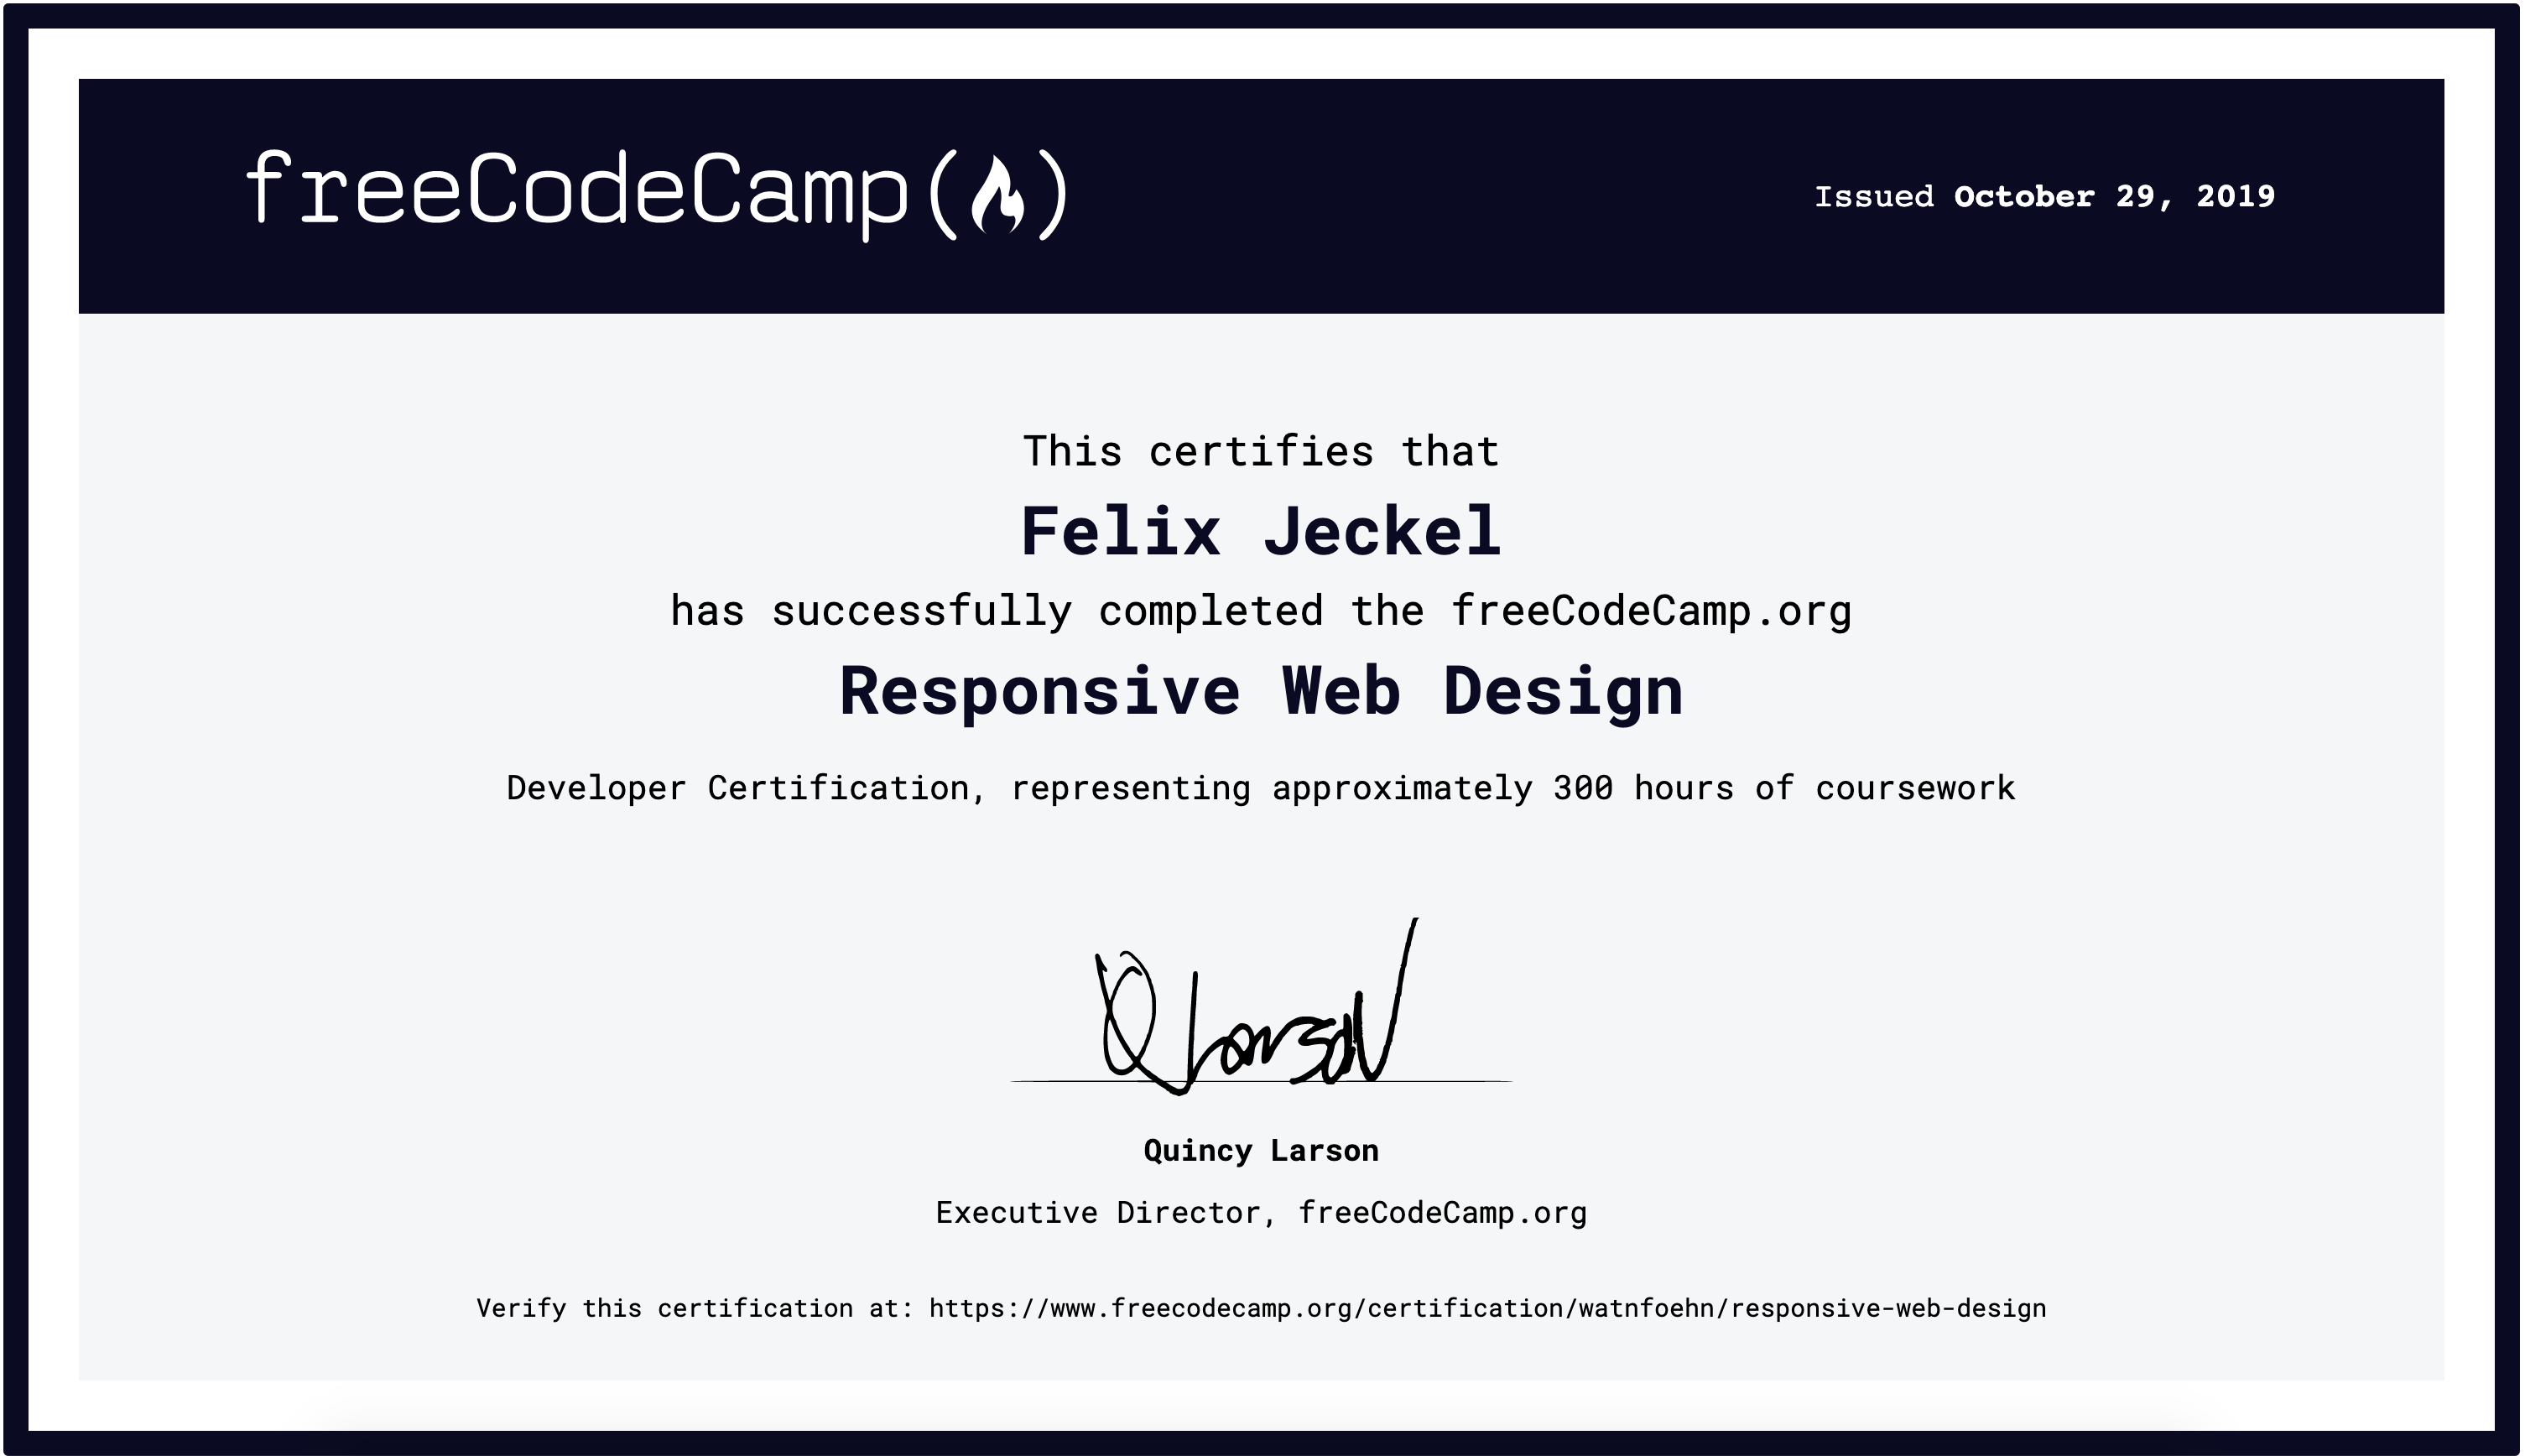 freeCodeCamp(🔥)
Issued October 29, 2019
This certifies that
Felix Jeckel
has successfully completed the freeCodeCamp.org
Responsive Web Design
Developer Certification, representing approximately 300 hours of coursework
Q Larson
Quincy Larson
Executive Director, freeCodeCamp.org
Verify this certification at: https://www.freecodecamp.org/certification/watnfoehn/responsive-web-design